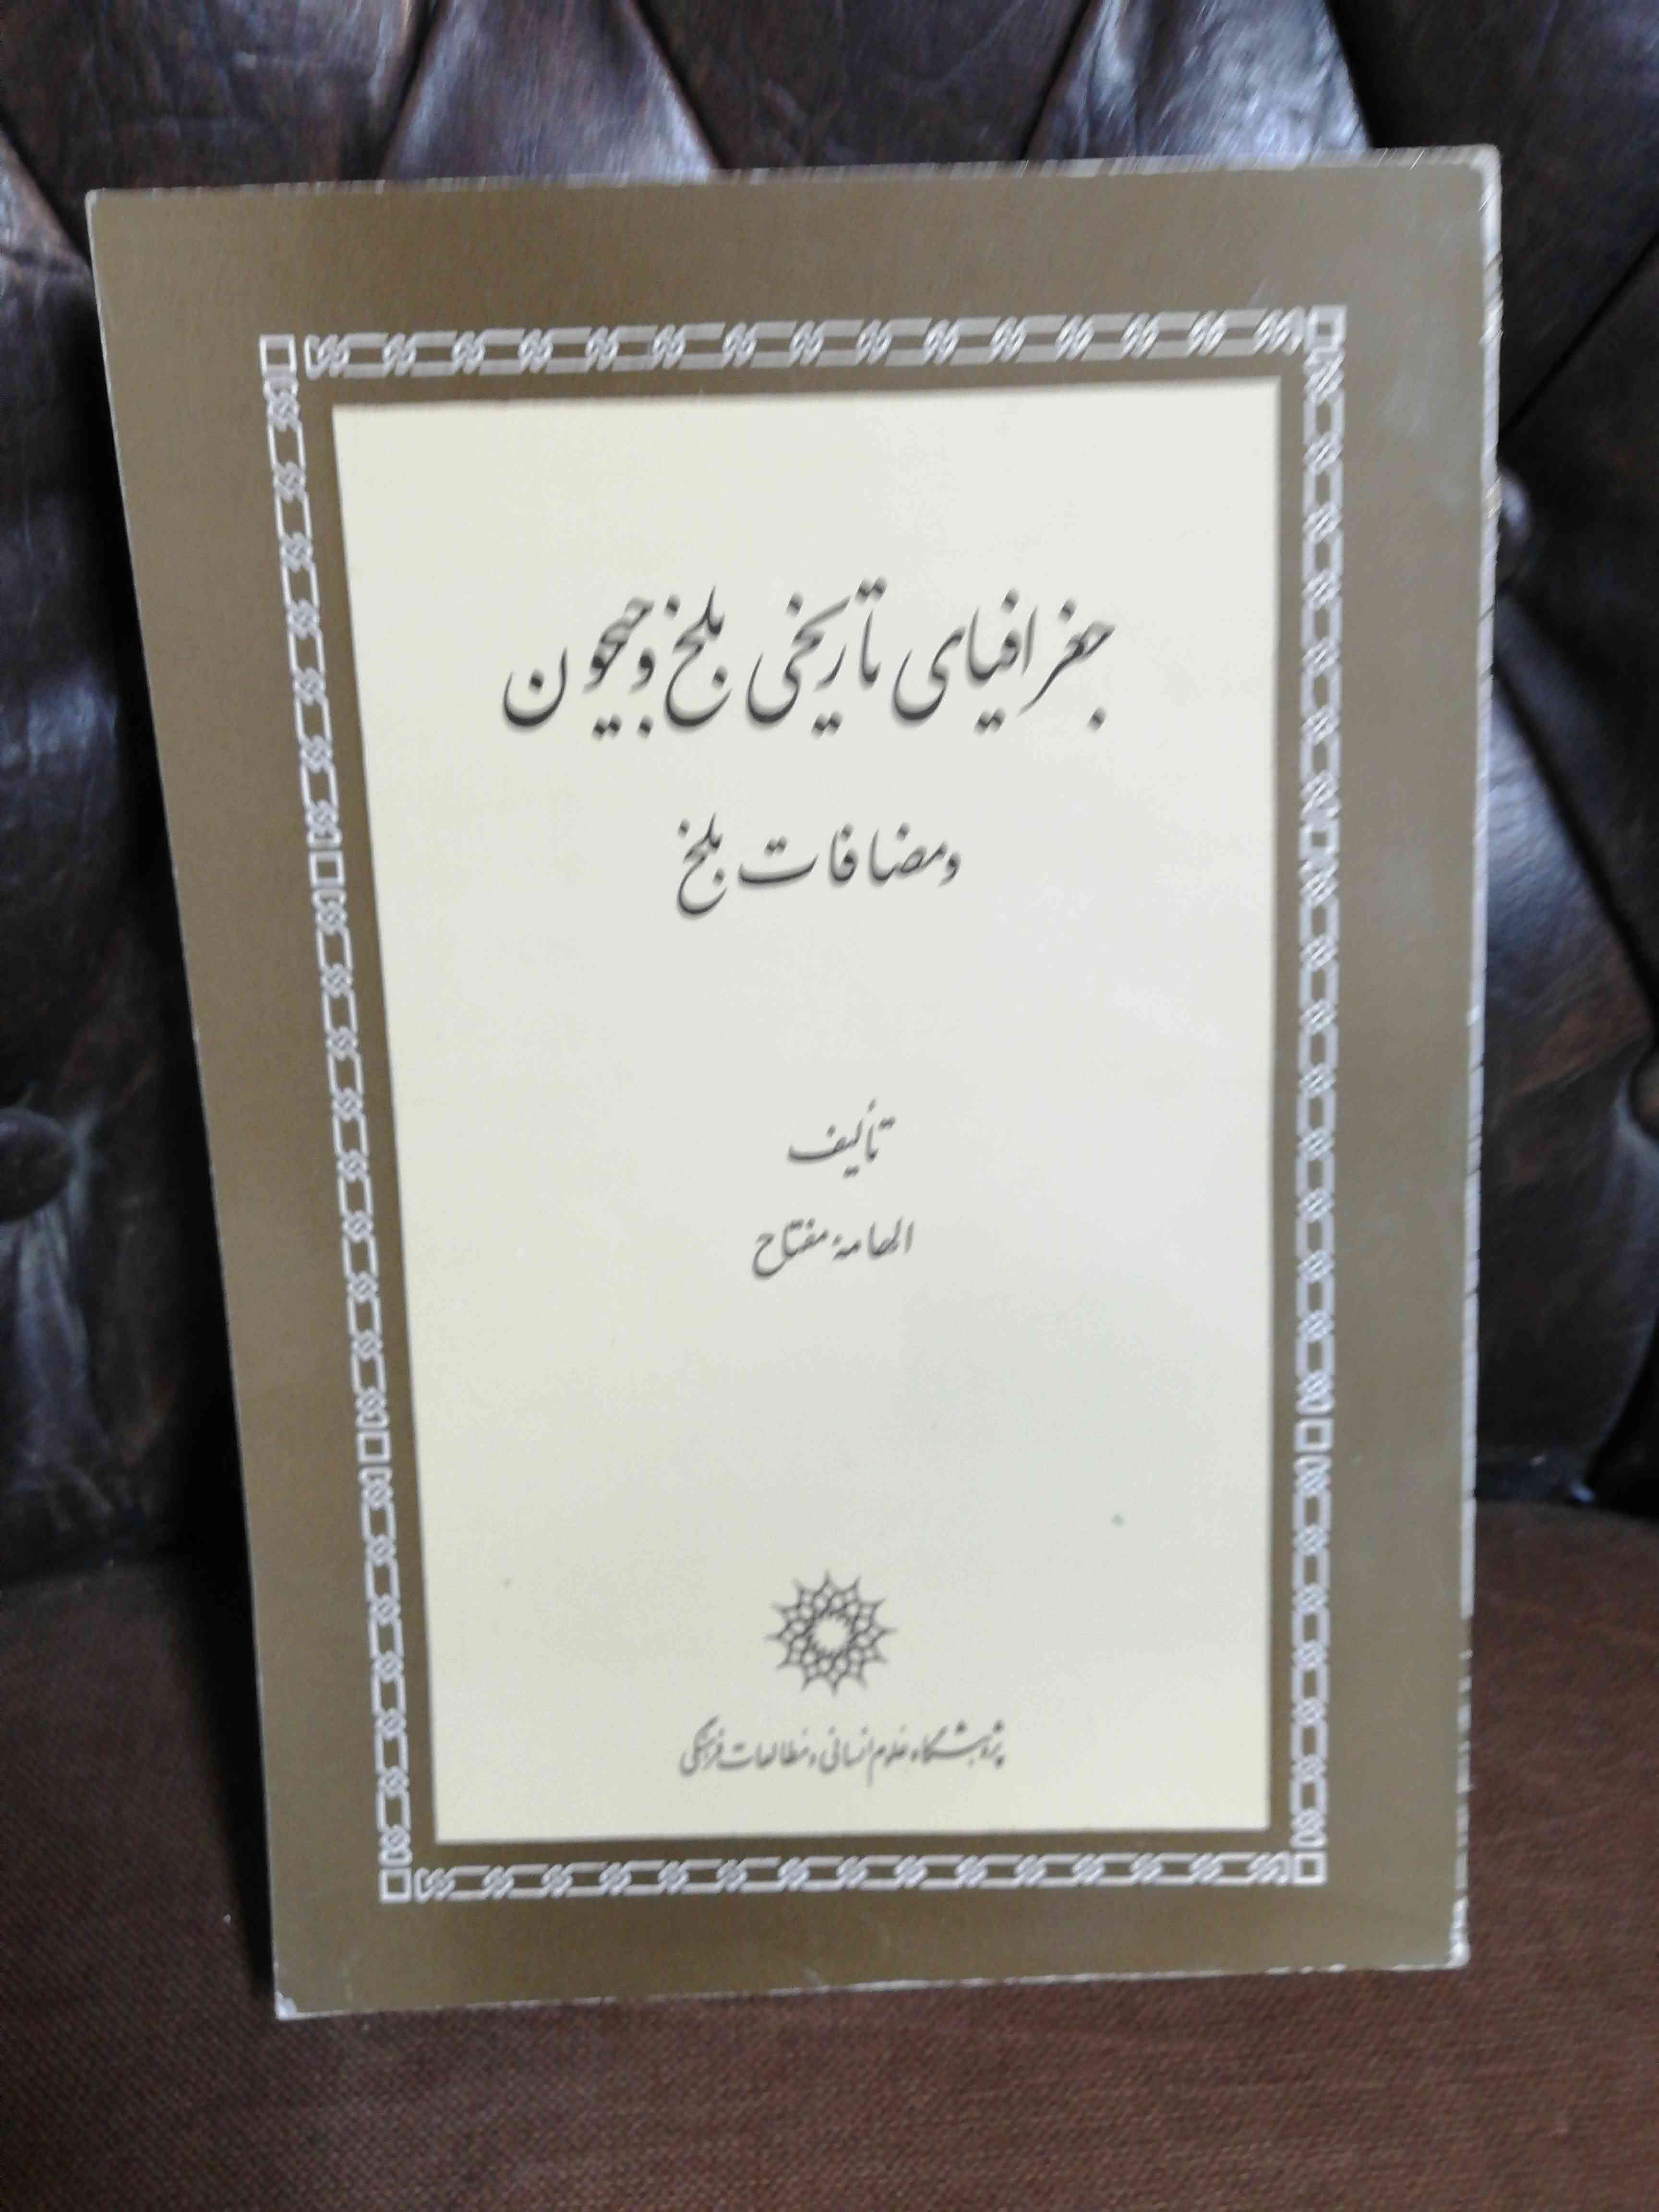 جغرافیای تاریخی بلخ و جیحون
و مضافات بلخ
تألیف
الهامه مفتاح
پژوهشگاه علوم انسانی و مطالعات فرهنگی